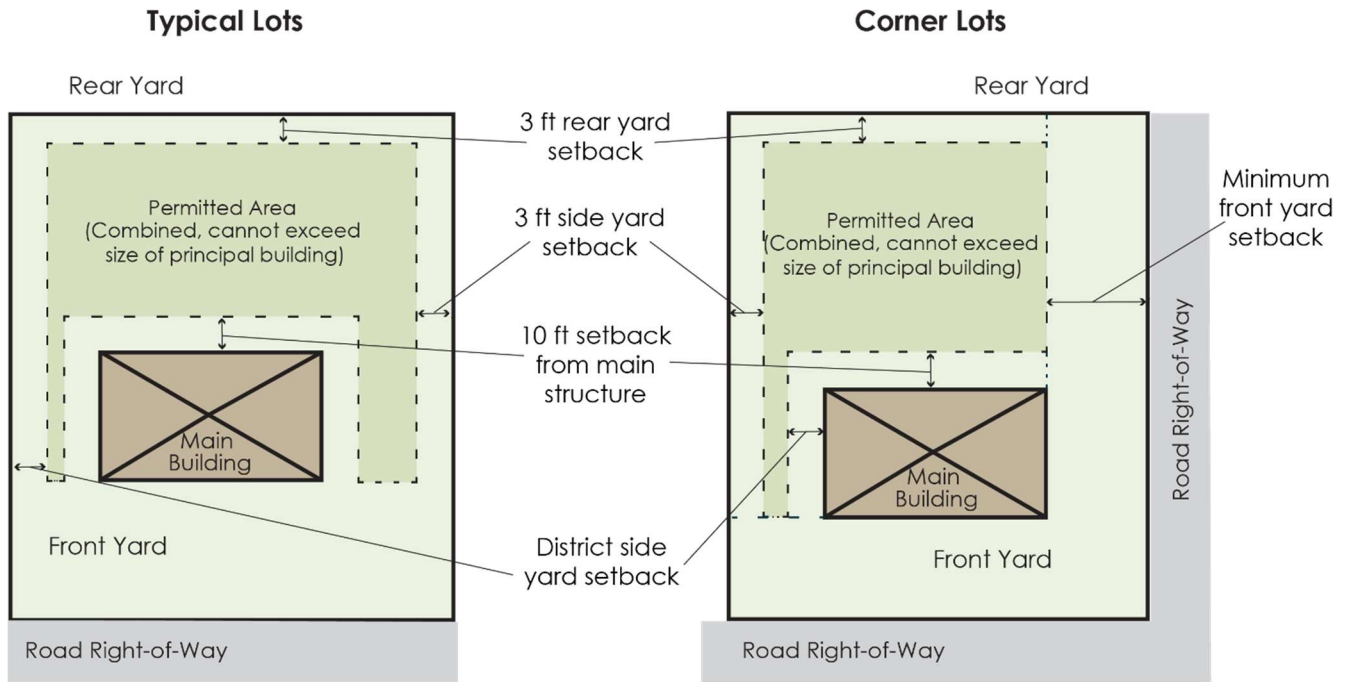 Typical Lots
Corner Lots
Rear Yard
Rear Yard
3 ft rear yard
setback
Permitted Area
(Combined, cannot exceed
size of principal building)
3 ft side yard
setback
Permitted Area
(Combined, cannot exceed
size of principal building)
Minimum
front yard
setback
10 ft setback
from main
structure
Main
Building
Main
Building
Road Right-of-Way
Front Yard
District side
yard setback
Front Yard
Road Right-of-Way
Road Right-of-Way